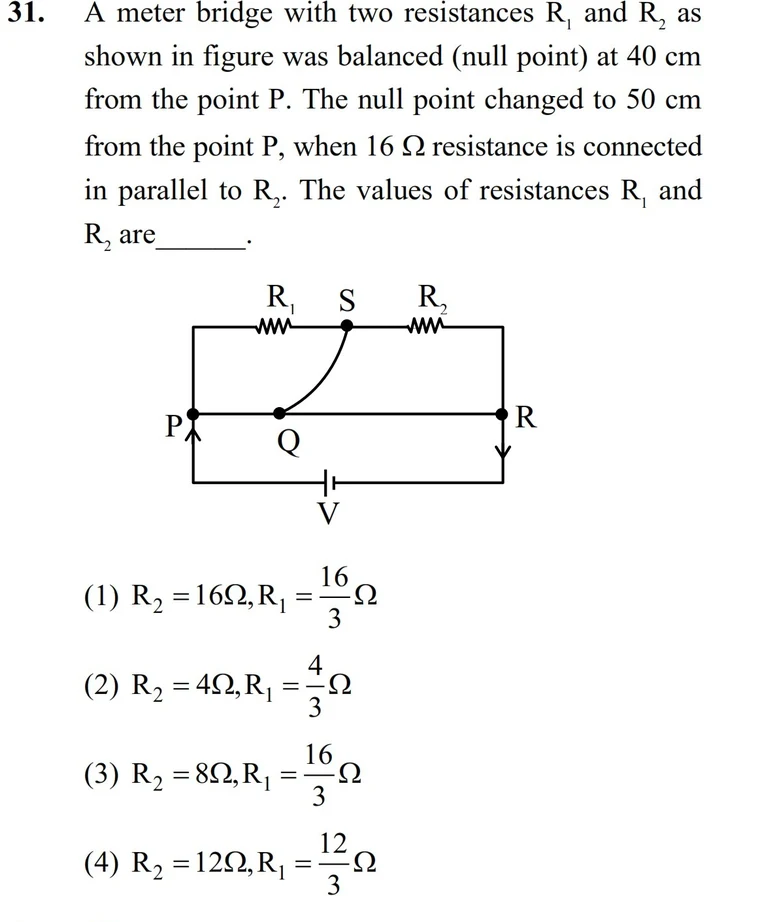 31. A meter bridge with two resistances R₁ and R₂ as
shown in figure was balanced (null point) at 40 cm
from the point P. The null point changed to 50 cm
from the point P, when 16 Ω resistance is connected
in parallel to R₂. The values of resistances R₁ and
R₂ are______.
R₁ S R₂
P Q R
V
(1) R₂ = 16Ω, R₁ = 16/3 Ω
(2) R₂ = 4Ω, R₁ = 4/3 Ω
(3) R₂ = 8Ω, R₁ = 16/3 Ω
(4) R₂ = 12Ω, R₁ = 12/3 Ω